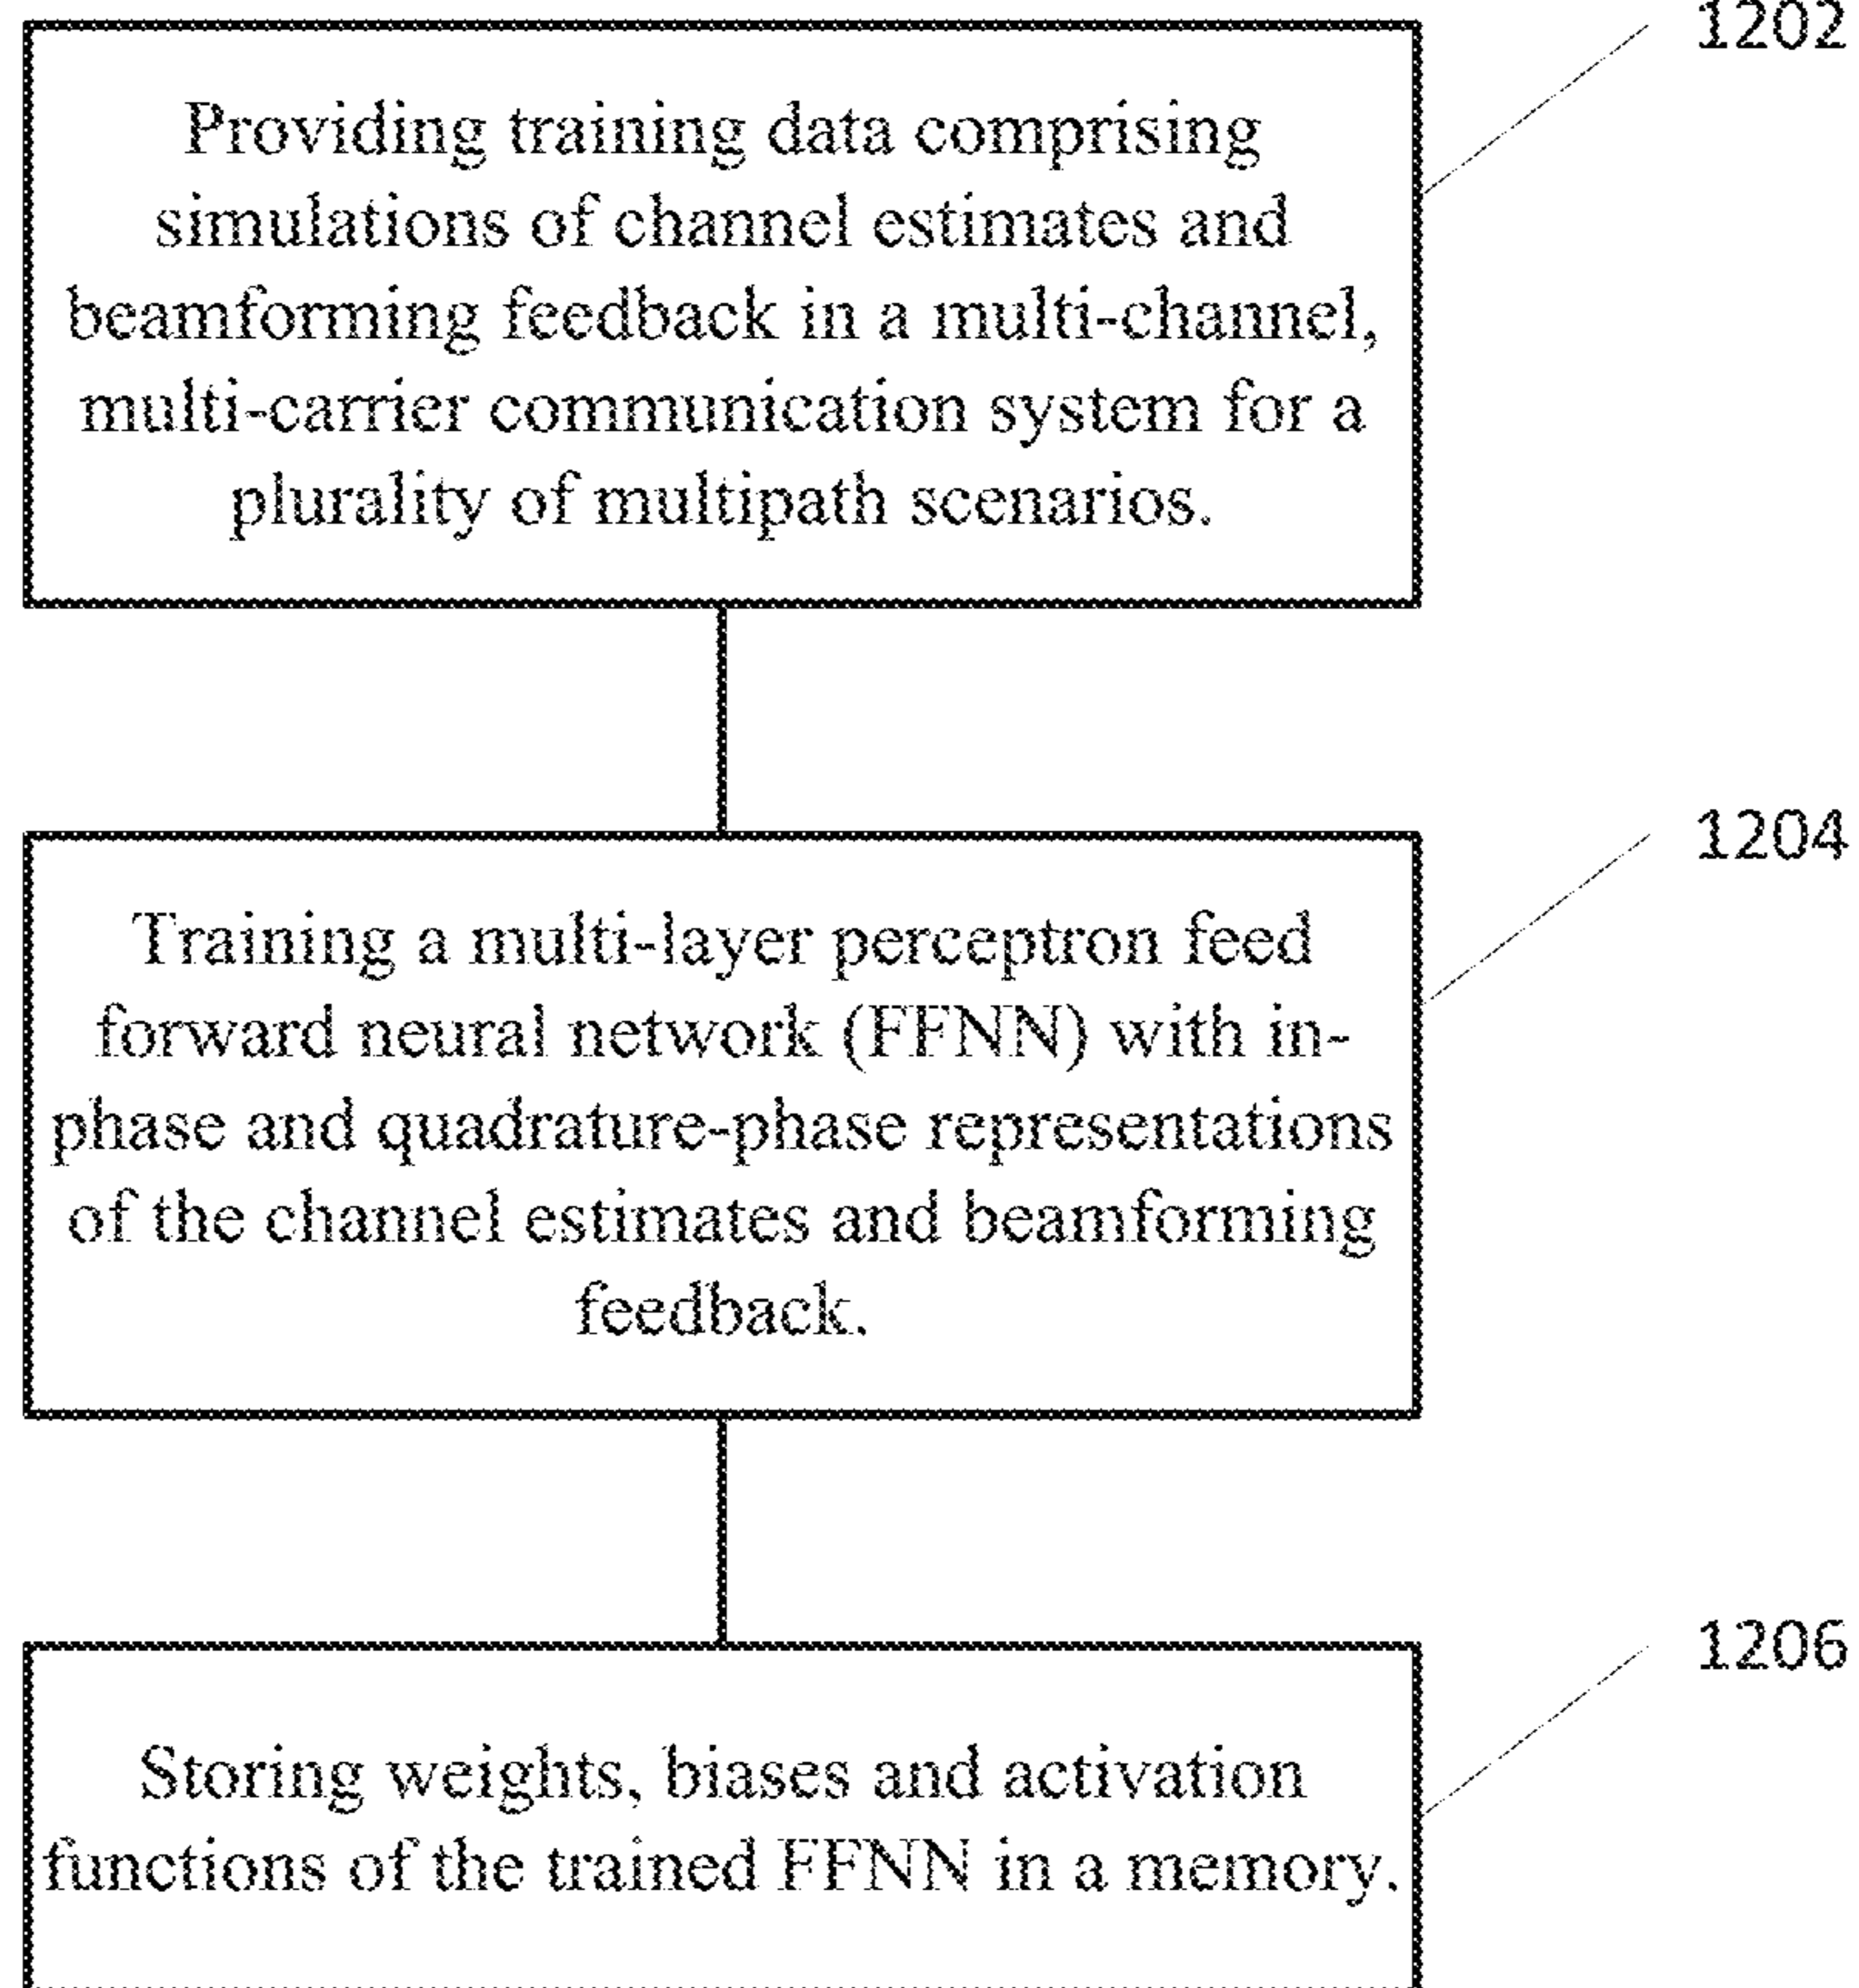 1202
Providing training data comprising
simulations of channel estimates and
beamforming feedback in a multi-channel,
multi-carrier communication system for a
plurality of multipath scenarios.
1204
Training a multi-layer perceptron feed
forward neural network (FFNN) with in-
phase and quadrature-phase representations
of the channel estimates and beamforming
feedback.
1206
Storing weights, biases and activation
functions of the trained FFNN in a memory.